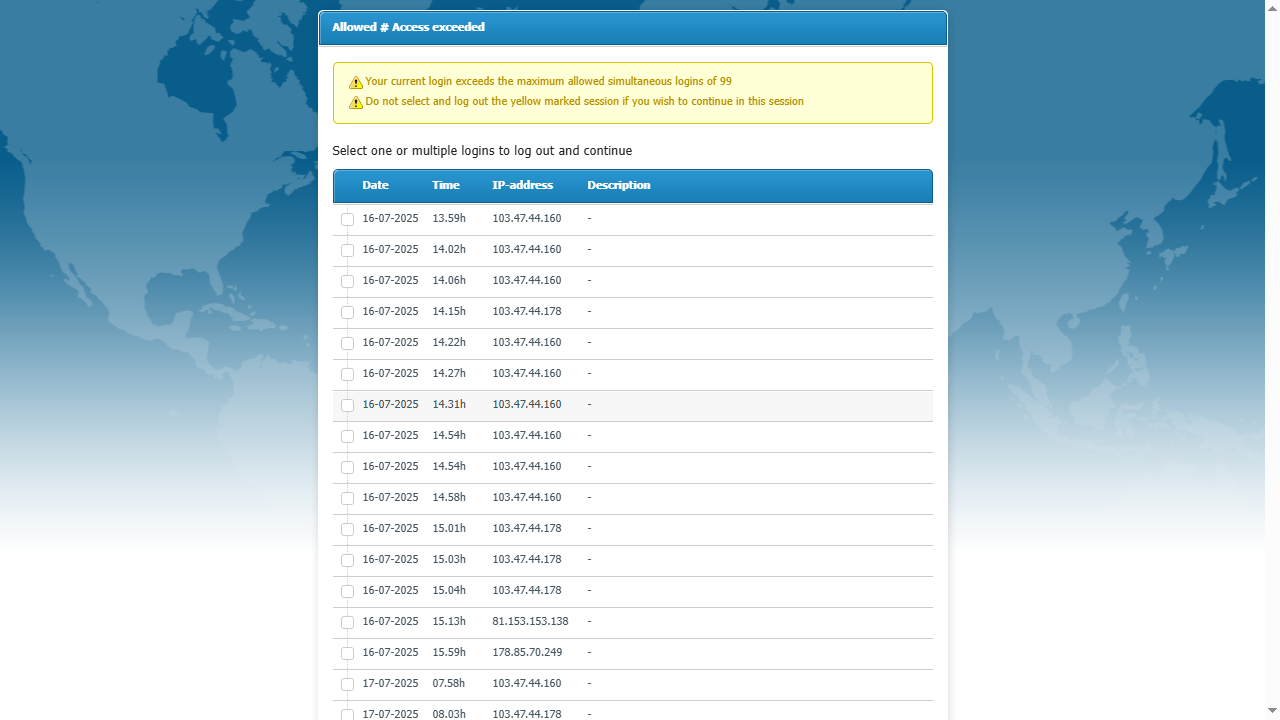 Allowed # Access exceeded
Your current login exceeds the maximum allowed simultaneous logins of 99
Do not select and log out the yellow marked session if you wish to continue in this session
Select one or multiple logins to log out and continue
Date Time IP-address Description
16-07-2025 13.59h 103.47.44.160 -
16-07-2025 14.02h 103.47.44.160 -
16-07-2025 14.06h 103.47.44.160 -
16-07-2025 14.15h 103.47.44.178 -
16-07-2025 14.22h 103.47.44.160 -
16-07-2025 14.27h 103.47.44.160 -
16-07-2025 14.31h 103.47.44.160 -
16-07-2025 14.54h 103.47.44.160 -
16-07-2025 14.54h 103.47.44.160 -
16-07-2025 14.58h 103.47.44.160 -
16-07-2025 15.01h 103.47.44.178 -
16-07-2025 15.03h 103.47.44.178 -
16-07-2025 15.04h 103.47.44.178 -
16-07-2025 15.13h 81.153.153.138 -
16-07-2025 15.59h 178.85.70.249 -
17-07-2025 07.58h 103.47.44.160 -
17-07-2025 08.03h 103.47.44.178 -